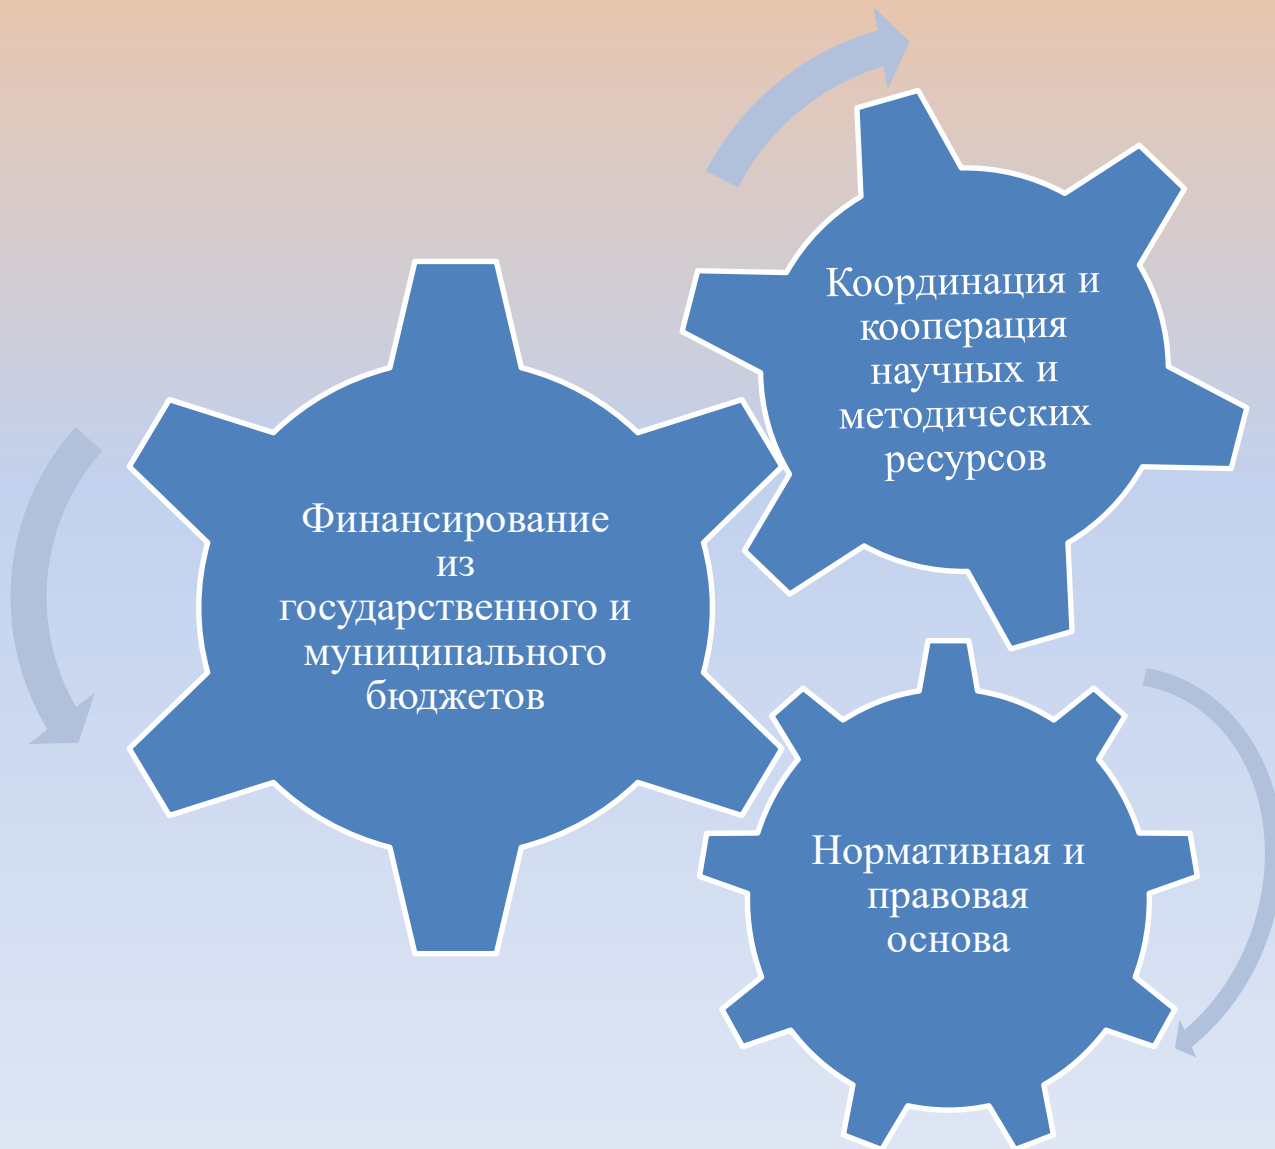 Координация и
кооперация
научных и
методических
ресурсов
Финансирование
из
государственного и
муниципального
бюджетов
Нормативная и
правовая
основа